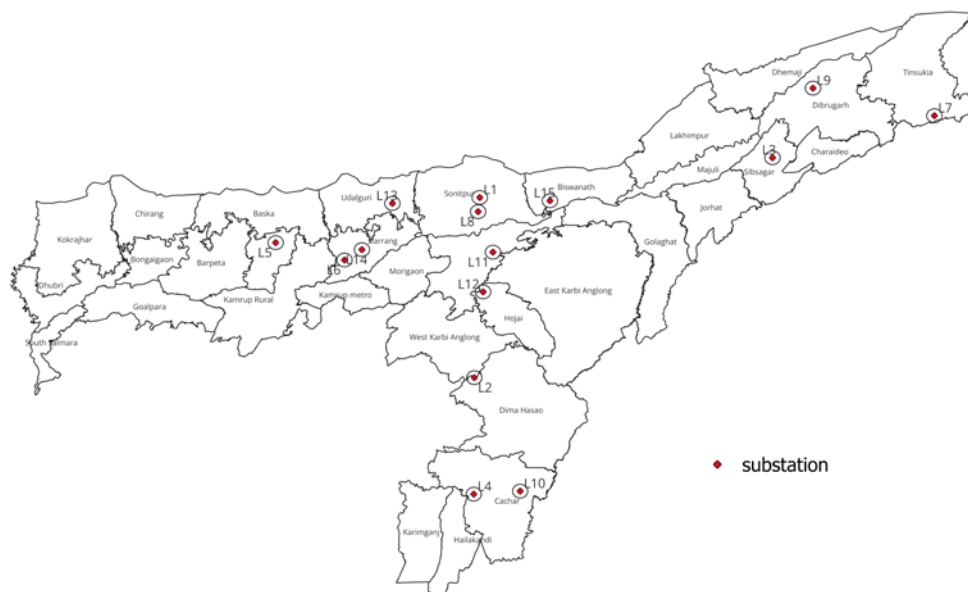 Dhemaji
Tinsukia
L9
Dibrugarh
L7
Lakhimpur
L3
Charaideo
Majuli
Sibsagar
Udalguri
L13
Sonitpur
L1
L15
Biswanath
Chirang
Baska
L8
Jorhat
Kokrajhar
L5
Darrang
L14
L6
Golaghat
Bongaigaon
Barpeta
Morigaon
L11
Dhubri
L12
East Karbi Anglong
Goalpara
Kamrup Rural
Kamrup metro
Hojai
South Salmara
West Karbi Anglong
L2
Dima Hasao
substation
L4
L10
Cachar
Karimganj
Hailakandi